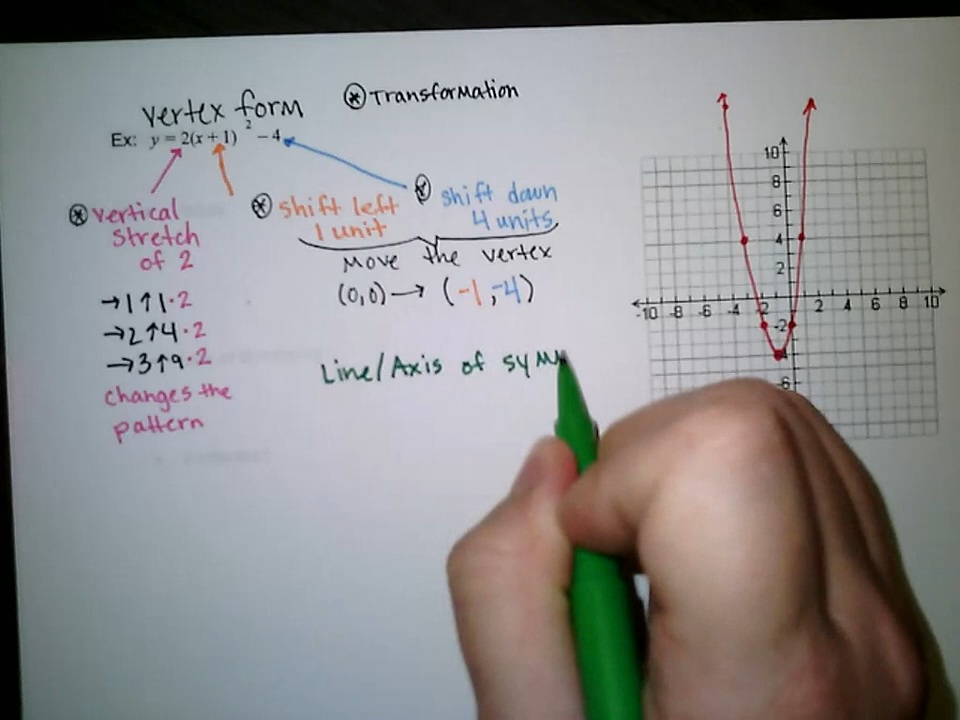 vertex form
⊛ Transformation
Ex: y = 2(x + 1)² – 4
⊛ vertical stretch of 2
⊛ shift left 1 unit
shift down 4 units
Move the vertex
(0,0) → (-1,-4)
→1↑1·2
→2↑4·2
→3↑9·2
changes the
pattern
Line/Axis of sym
10
8
6
4
2
-10 -8 -6 -4 -2 2 4 6 8 10
-2
-6